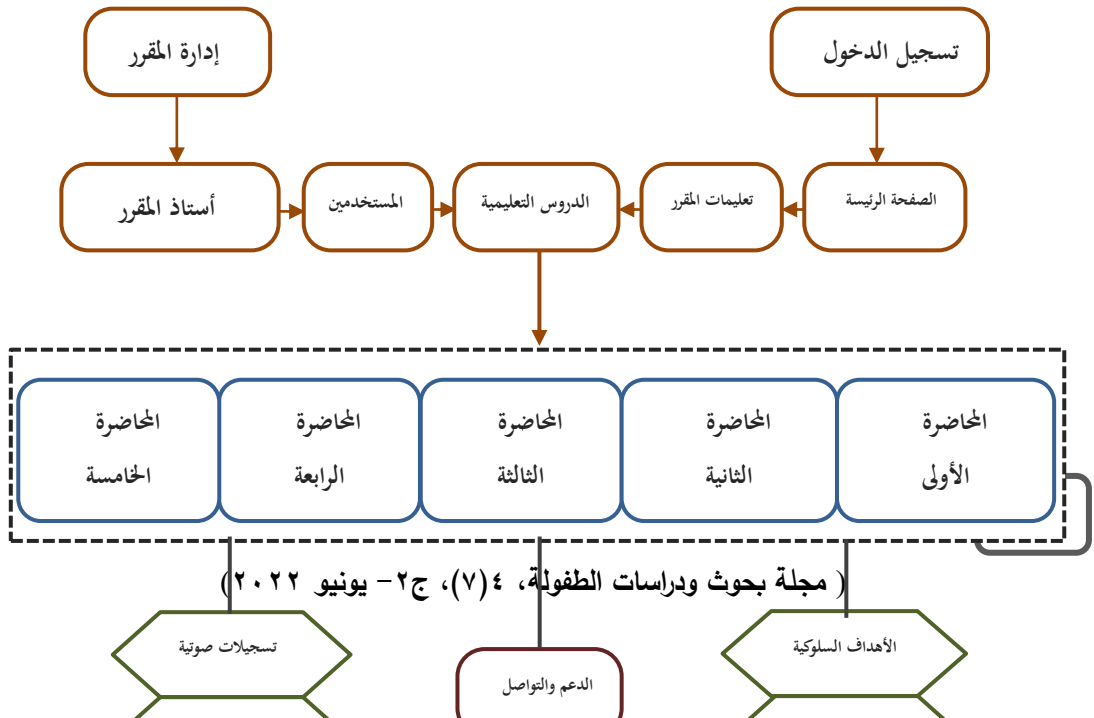 تسجيل الدخول
إدارة المقرر
الصفحة الرئيسة
تعليمات المقرر
الدروس التعليمية
المستخدمين
أستاذ المقرر
المحاضرة
الأولى
المحاضرة
الثانية
المحاضرة
الثالثة
المحاضرة
الرابعة
المحاضرة
الخامسة
( مجلة بحوث ودراسات الطفولة، ٤(٧)، ج٢- يونيو ٢٠٢٢)
الأهداف السلوكية
الدعم والتواصل
تسجيلات صوتية